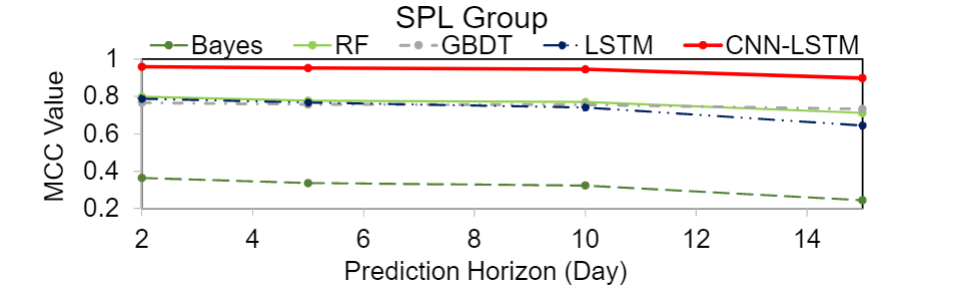 SPL Group
Bayes RF GBDT LSTM CNN-LSTM
MCC Value
1
0.8
0.6
0.4
0.2
2 4 6 8 10 12 14
Prediction Horizon (Day)